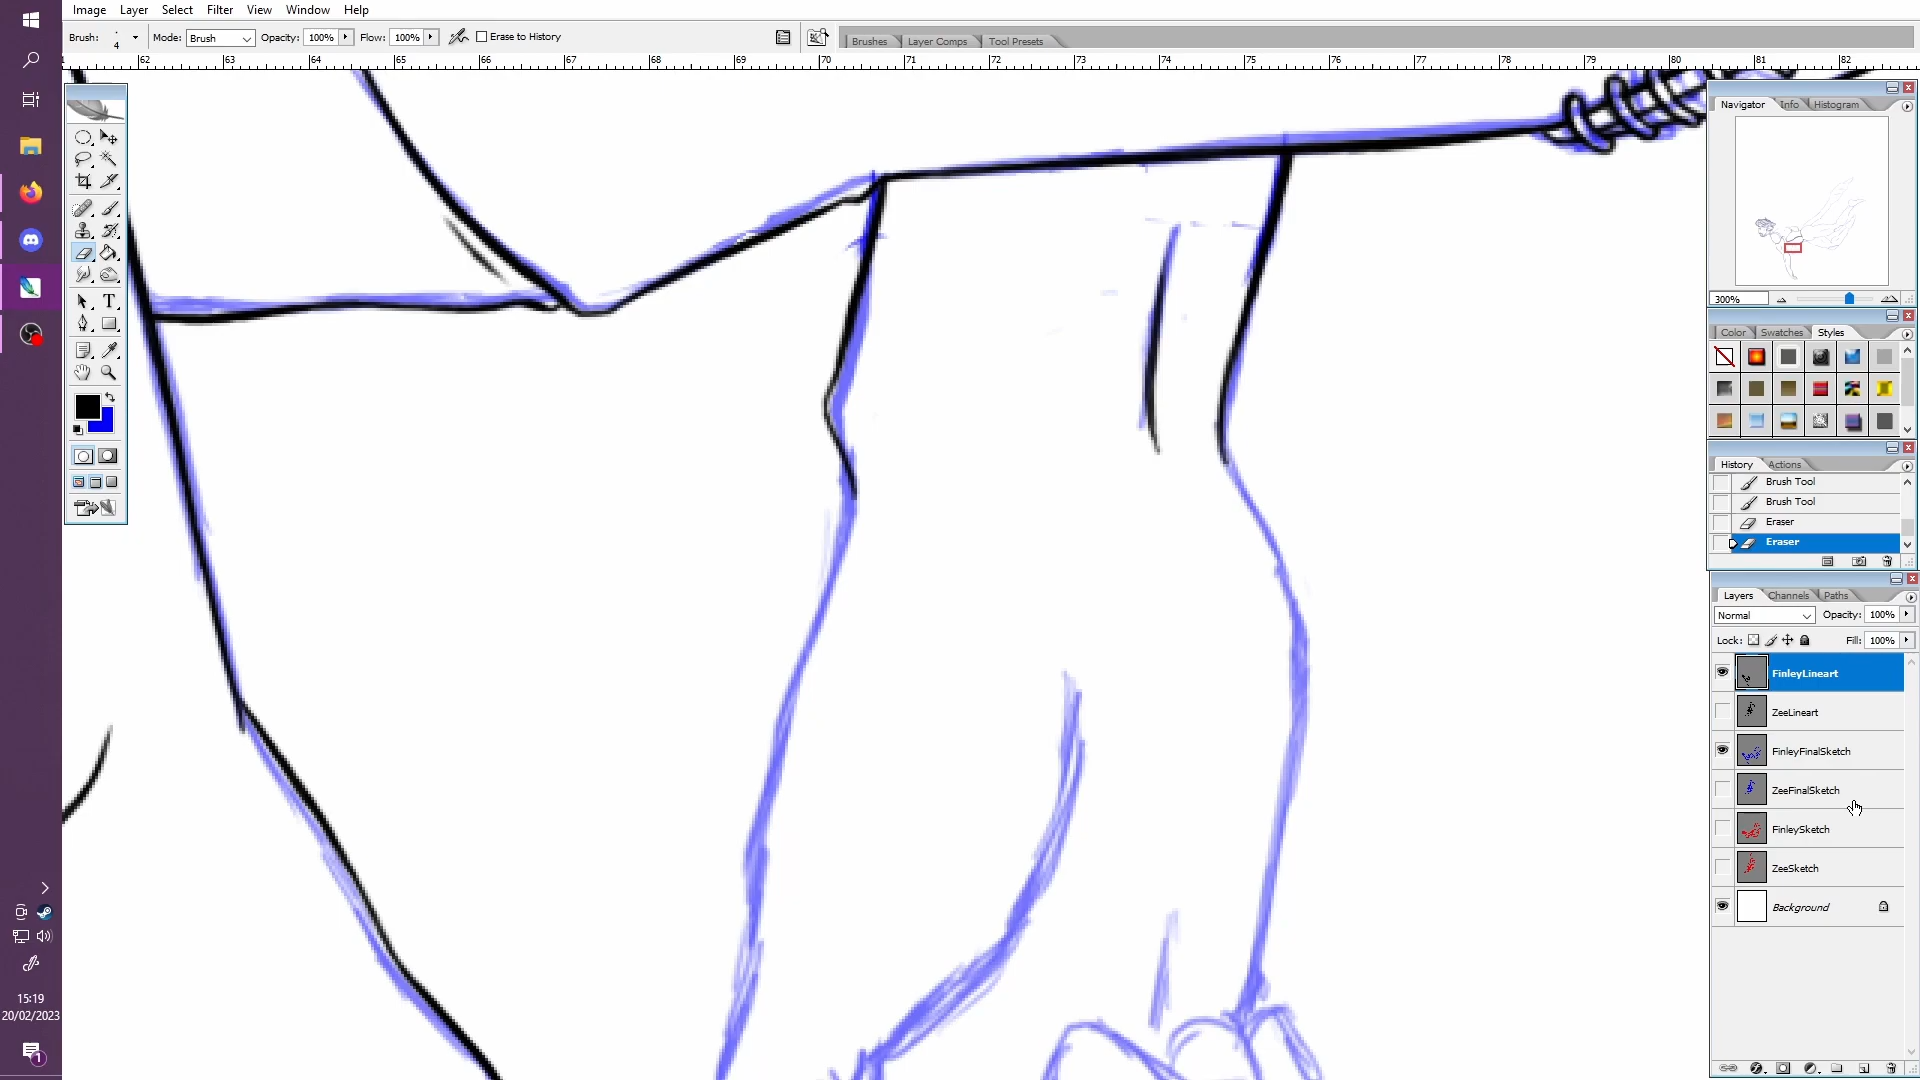 Image Layer Select Filter View Window Help
Brush: 4 Mode: Brush Opacity: 100% Flow: 100% Erase to History Brushes Layer Comps Tool Presets
62 63 64 65 66 67 68 69 70 71 72 73 74 75 76 77 78 79 80 81 82
Navigator Info Histogram
300%
Color Swatches Styles
T
History Actions
Brush Tool
Brush Tool
Eraser
Eraser
Layers Channels Paths
Normal Opacity: 100%
Lock: Fill: 100%
FinleyLineart
ZeeLineart
FinleyFinalSketch
ZeeFinalSketch
FinleySketch
ZeeSketch
Background
15:19
20/02/2023
1